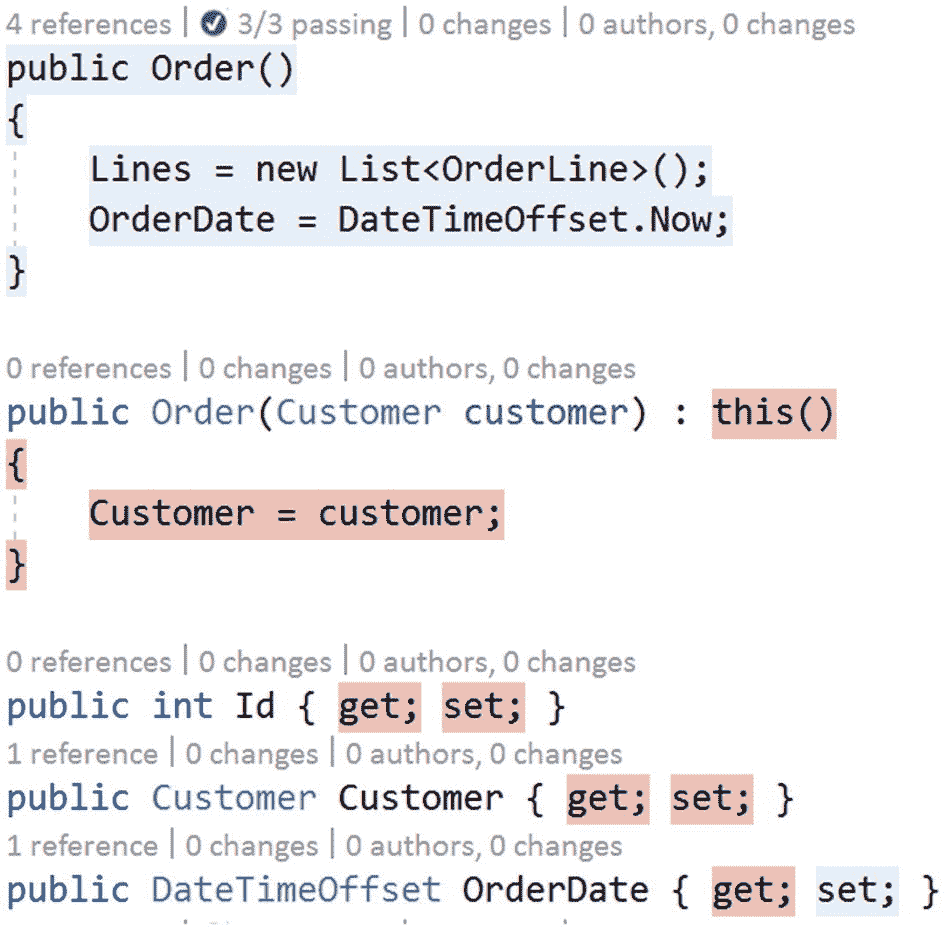 4 references | 3/3 passing | 0 changes | 0 authors, 0 changes
public Order()
{
Lines = new List<OrderLine>();
OrderDate = DateTimeOffset.Now;
}
0 references | 0 changes | 0 authors, 0 changes
public Order(Customer customer) : this()
{
Customer = customer;
}
0 references | 0 changes | 0 authors, 0 changes
public int Id { get; set; }
1 reference | 0 changes | 0 authors, 0 changes
public Customer Customer { get; set; }
1 reference | 0 changes | 0 authors, 0 changes
public DateTimeOffset OrderDate { get; set; }